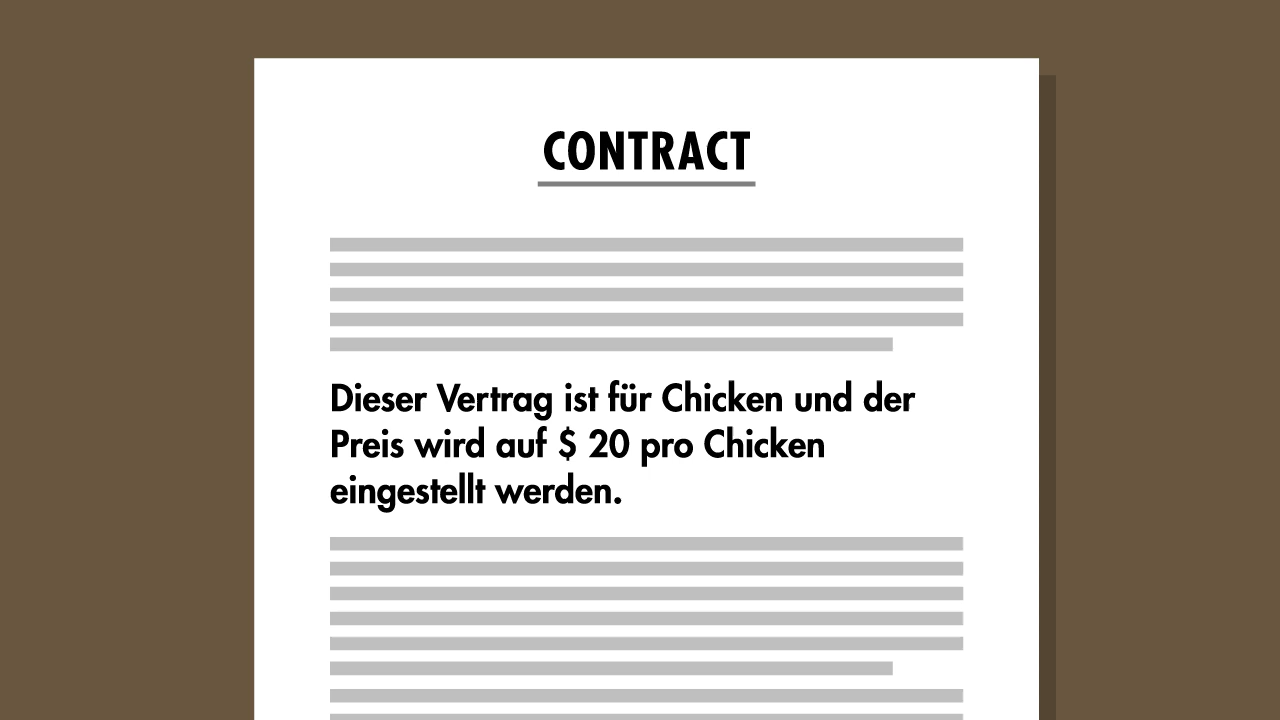 CONTRACT
Dieser Vertrag ist für Chicken und der
Preis wird auf $ 20 pro Chicken
eingestellt werden.